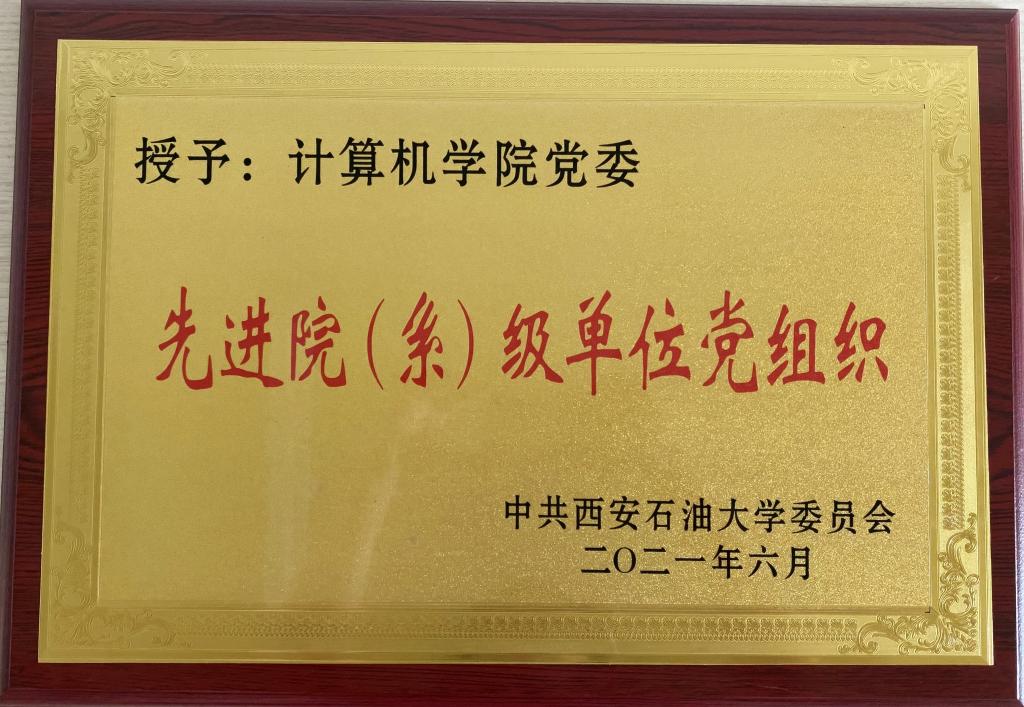 授予：计算机学院党委
先进院（系）级单位党组织
中共西安石油大学委员会
二〇二一年六月